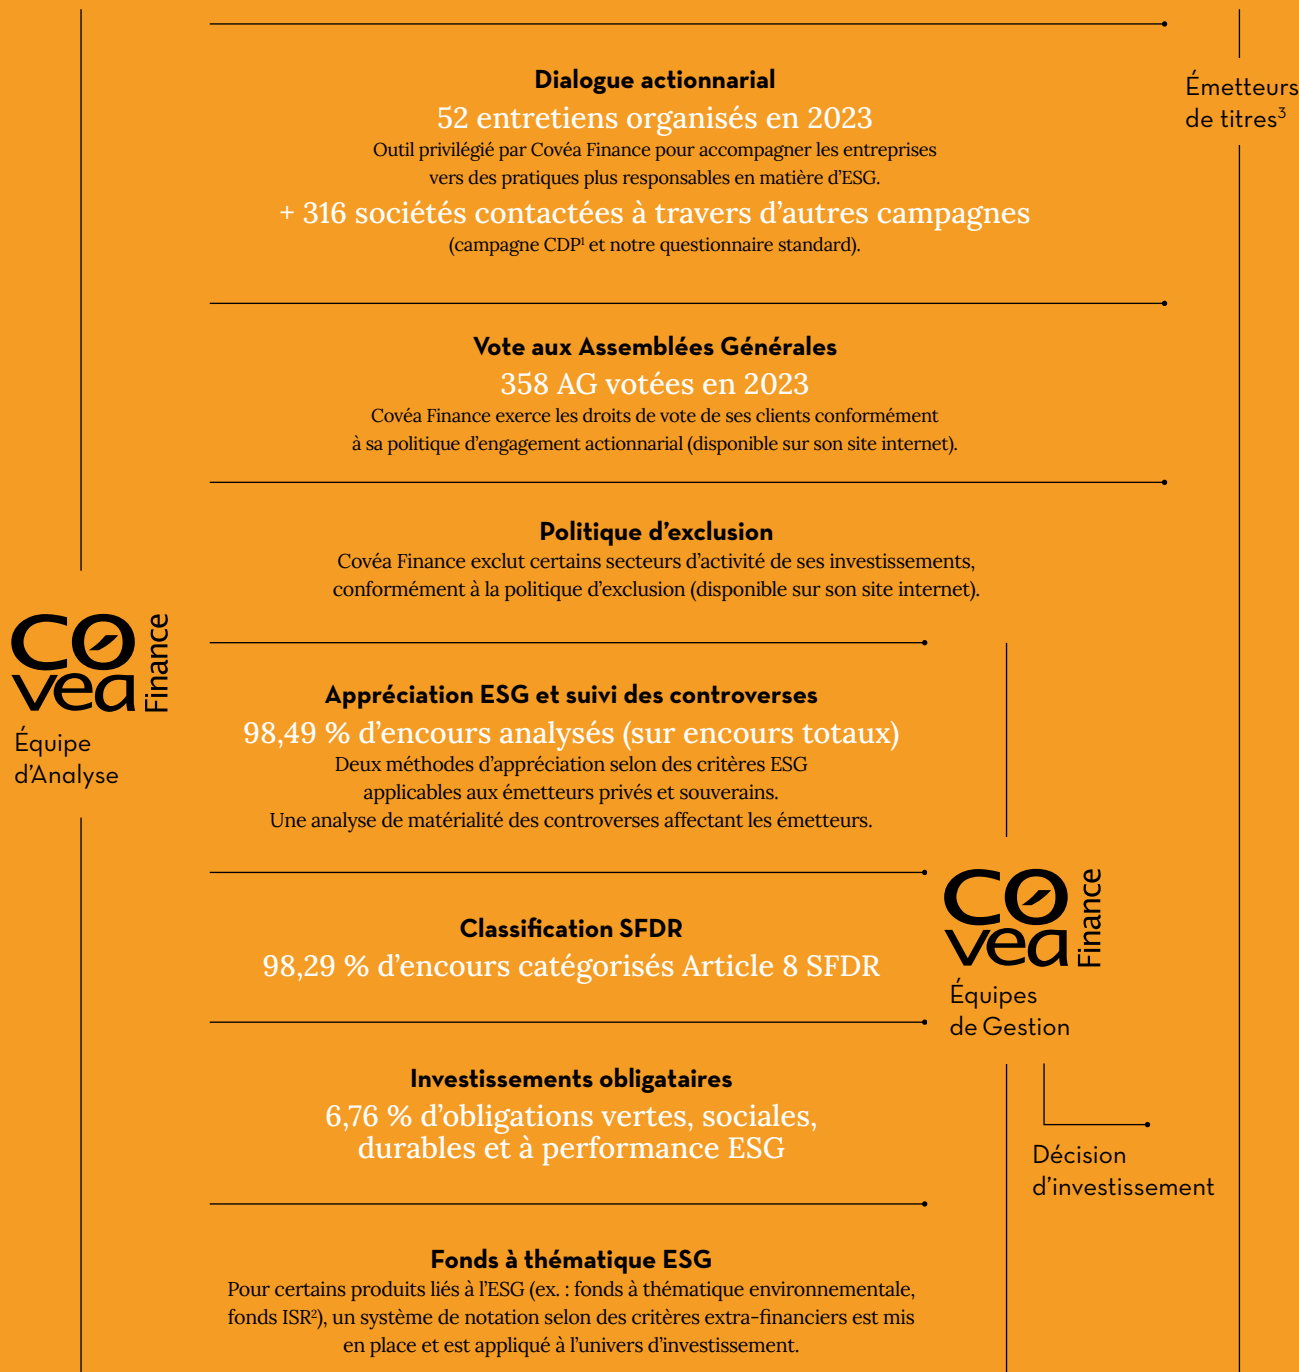 Dialogue actionnarial
52 entretiens organisés en 2023
Outil privilégié par Covéa Finance pour accompagner les entreprises
vers des pratiques plus responsables en matière d’ESG.
+ 316 sociétés contactées à travers d’autres campagnes
(campagne CDP¹ et notre questionnaire standard).
Émetteurs
de titres³
Vote aux Assemblées Générales
358 AG votées en 2023
Covéa Finance exerce les droits de vote de ses clients conformément
à sa politique d’engagement actionnarial (disponible sur son site internet).
Politique d’exclusion
Covéa Finance exclut certains secteurs d’activité de ses investissements,
conformément à la politique d’exclusion (disponible sur son site internet).
Covéa
Finance
Équipe
d’Analyse
Appréciation ESG et suivi des controverses
98,49 % d’encours analysés (sur encours totaux)
Deux méthodes d’appréciation selon des critères ESG
applicables aux émetteurs privés et souverains.
Une analyse de matérialité des controverses affectant les émetteurs.
Classification SFDR
98,29 % d’encours catégorisés Article 8 SFDR
Covéa
Finance
Équipes
de Gestion
Investissements obligataires
6,76 % d’obligations vertes, sociales,
durables et à performance ESG
Décision
d’investissement
Fonds à thématique ESG
Pour certains produits liés à l’ESG (ex. : fonds à thématique environnementale,
fonds ISR²), un système de notation selon des critères extra-financiers est mis
en place et est appliqué à l’univers d’investissement.